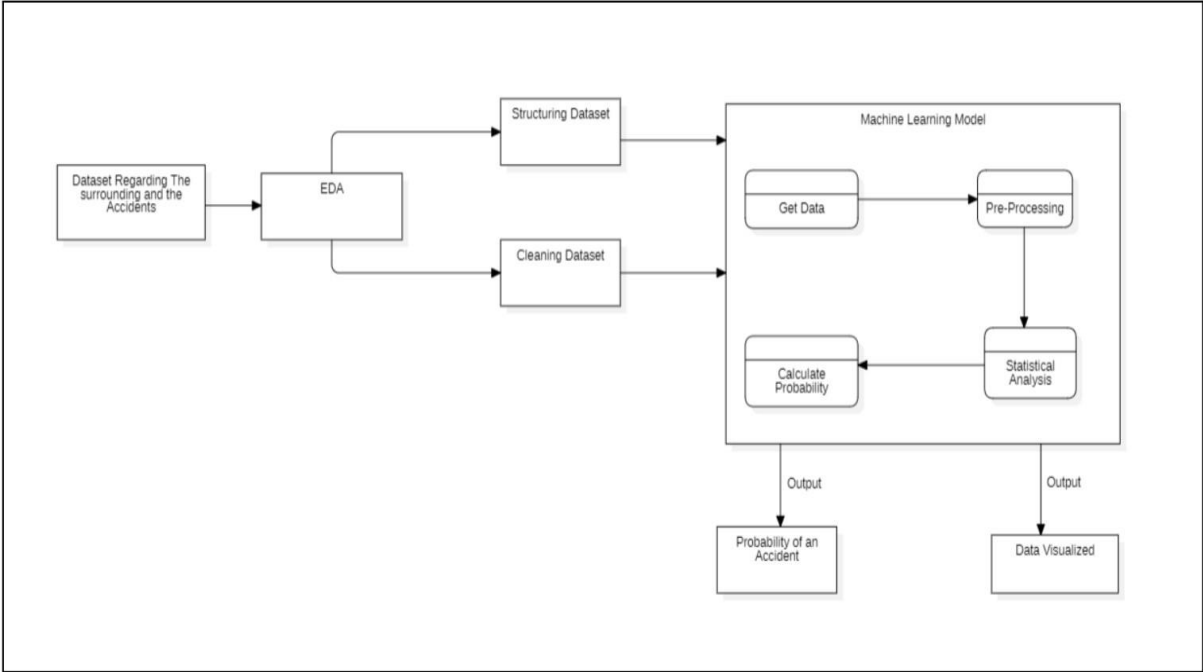 Dataset Regarding The
surrounding and the
Accidents
EDA
Structuring Dataset
Cleaning Dataset
Machine Learning Model
Get Data
Pre-Processing
Statistical
Analysis
Calculate
Probability
Output
Output
Probability of an
Accident
Data Visualized